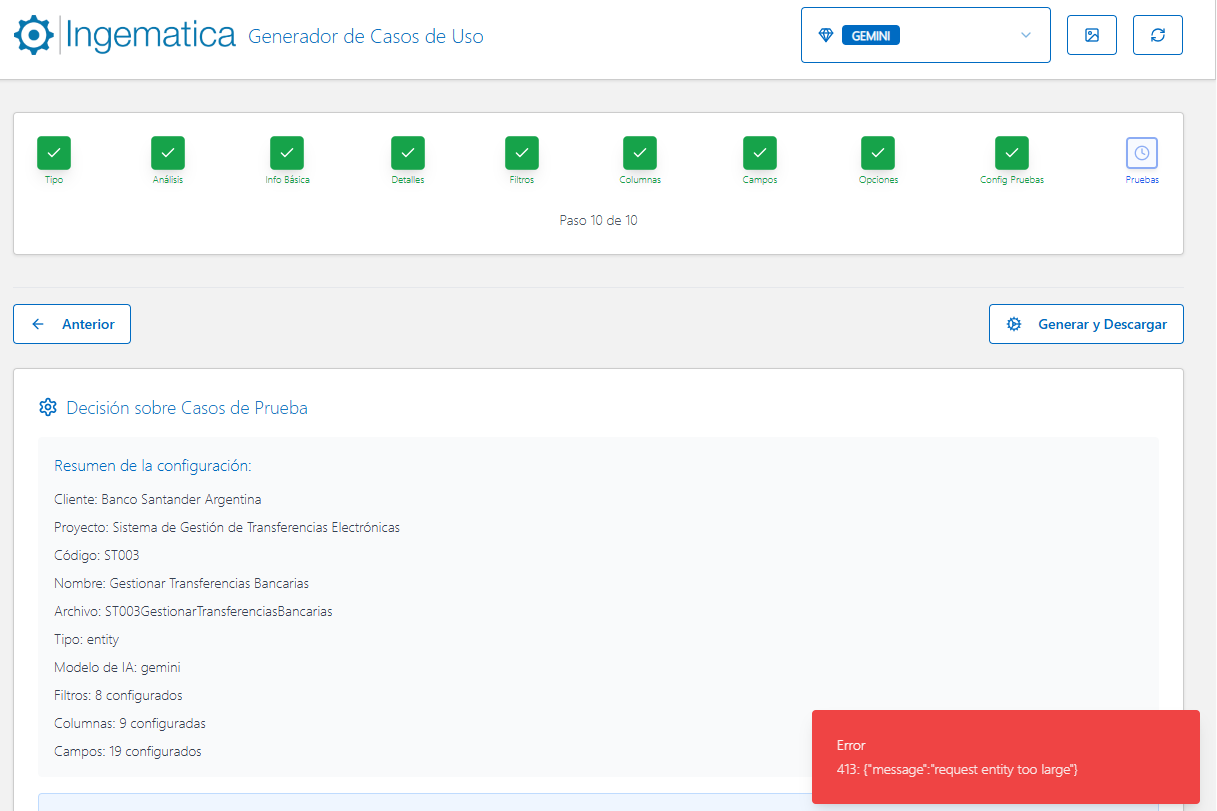 Ingematica Generador de Casos de Uso
GEMINI
Tipo Análisis Info Básica Detalles Filtros Columnas Campos Opciones Config Pruebas Pruebas
Paso 10 de 10
Anterior Generar y Descargar
Decisión sobre Casos de Prueba
Resumen de la configuración:
Cliente: Banco Santander Argentina
Proyecto: Sistema de Gestión de Transferencias Electrónicas
Código: ST003
Nombre: Gestionar Transferencias Bancarias
Archivo: ST003GestionarTransferenciasBancarias
Tipo: entity
Modelo de IA: gemini
Filtros: 8 configurados
Columnas: 9 configuradas
Campos: 19 configurados
Error
413: {"message":"request entity too large"}